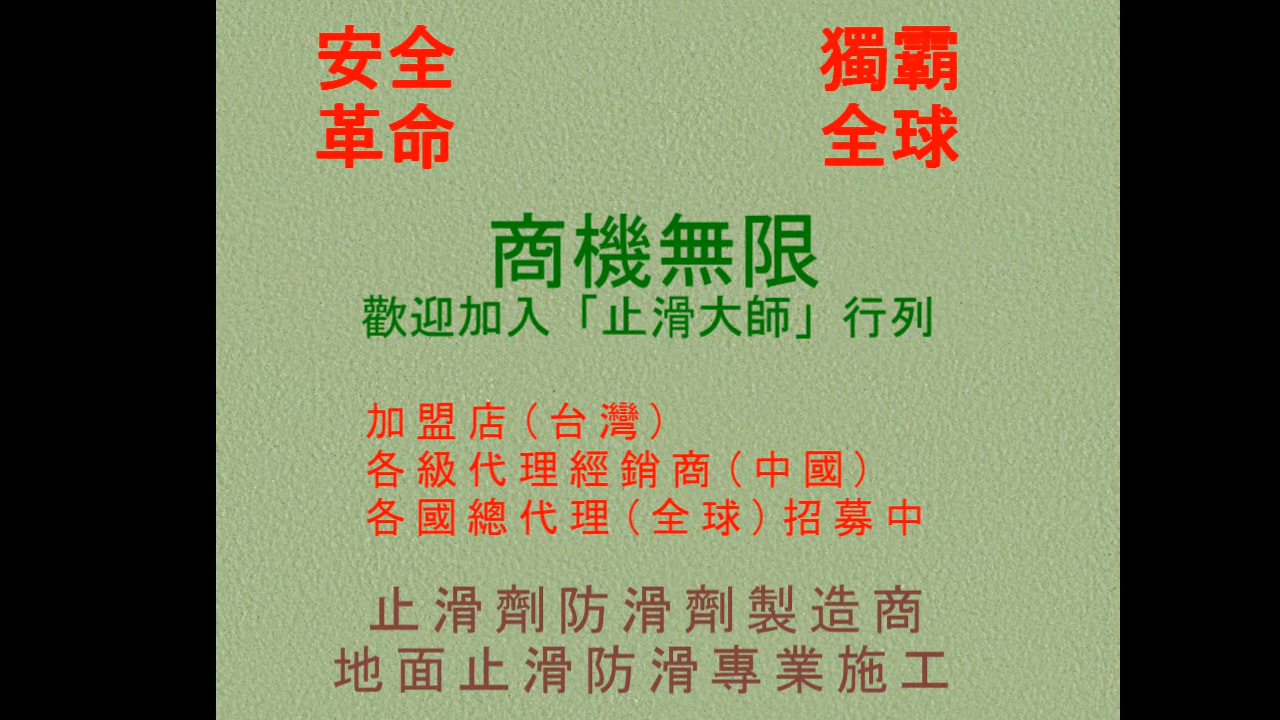 安全
革命
獨霸
全球
商機無限
歡迎加入「止滑大師」行列
加盟店(台灣)
各級代理經銷商(中國)
各國總代理(全球)招募中
止滑劑防滑劑製造商
地面止滑防滑專業施工